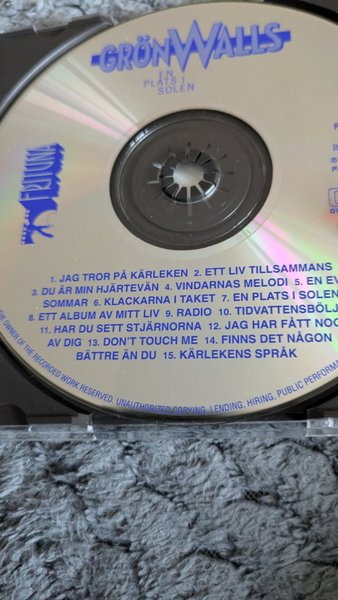 GRÖNWALLS
EN
PLATS I
SOLEN
FRITUNA
1. JAG TROR PÅ KÄRLEKEN 2. ETT LIV TILLSAMMANS
3. DU ÄR MIN HJÄRTEVÄN 4. VINDARNAS MELODI 5. EN EV
SOMMAR 6. KLACKARNA I TAKET 7. EN PLATS I SOLEN
8. ETT ALBUM AV MITT LIV 9. RADIO 10. TIDVATTENSBÖLJ
11. HAR DU SETT STJÄRNORNA 12. JAG HAR FÅTT NOG
AV DIG 13. DON'T TOUCH ME 14. FINNS DET NÅGON
BÄTTRE ÄN DU 15. KÄRLEKENS SPRÅK
THE OWNER OF THE RECORDED WORK RESERVED. UNAUTHORIZED COPYING, LENDING, HIRING, PUBLIC PERFORMA